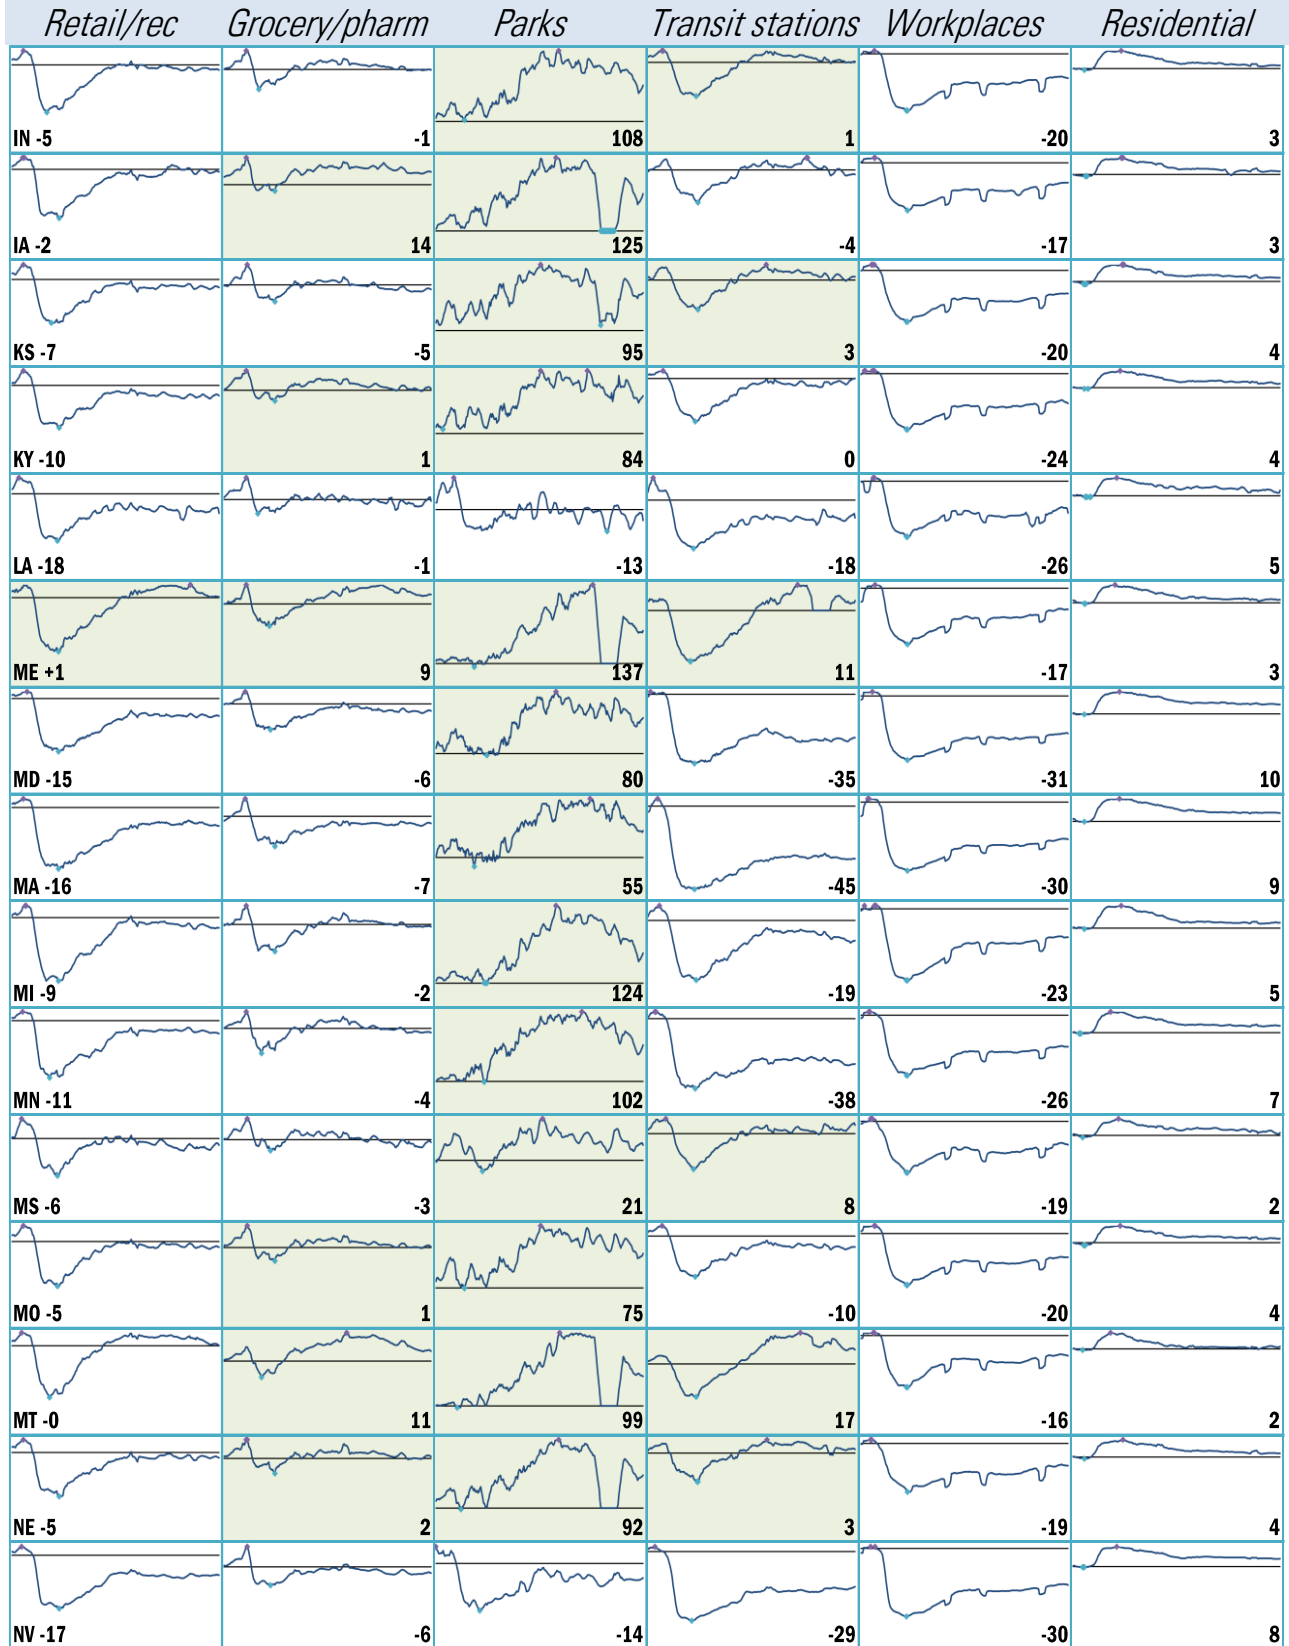 Retail/rec Grocery/pharm Parks Transit stations Workplaces Residential
IN -5 -1 108 1 -20 3
IA -2 14 125 -4 -17 3
KS -7 -5 95 3 -20 4
KY -10 1 84 0 -24 4
LA -18 -1 -13 -18 -26 5
ME +1 9 137 11 -17 3
MD -15 -6 80 -35 -31 10
MA -16 -7 55 -45 -30 9
MI -9 -2 124 -19 -23 5
MN -11 -4 102 -38 -26 7
MS -6 -3 21 8 -19 2
MO -5 1 75 -10 -20 4
MT -0 11 99 17 -16 2
NE -5 2 92 3 -19 4
NV -17 -6 -14 -29 -30 8